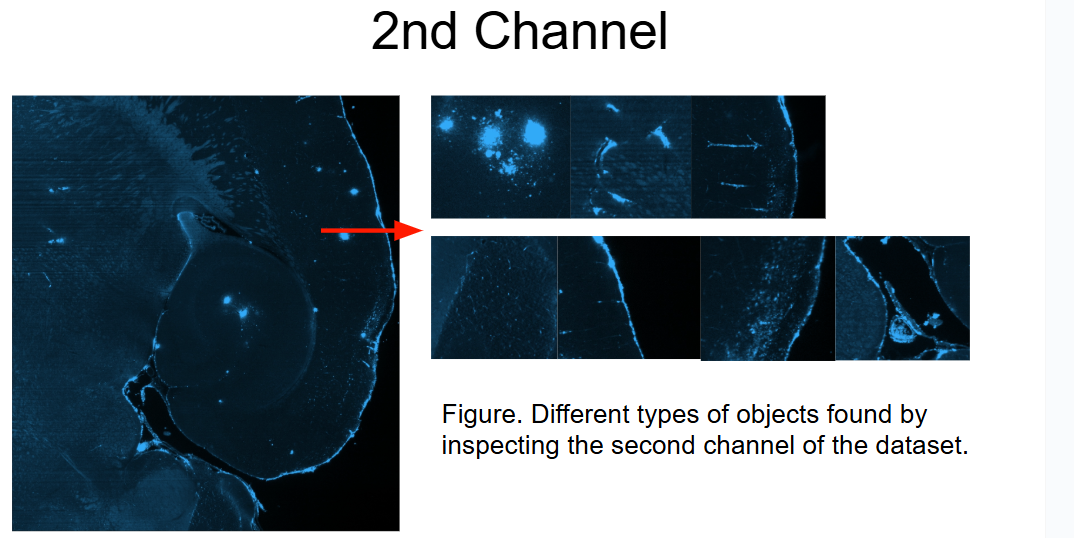 2nd Channel
Figure. Different types of objects found by
inspecting the second channel of the dataset.